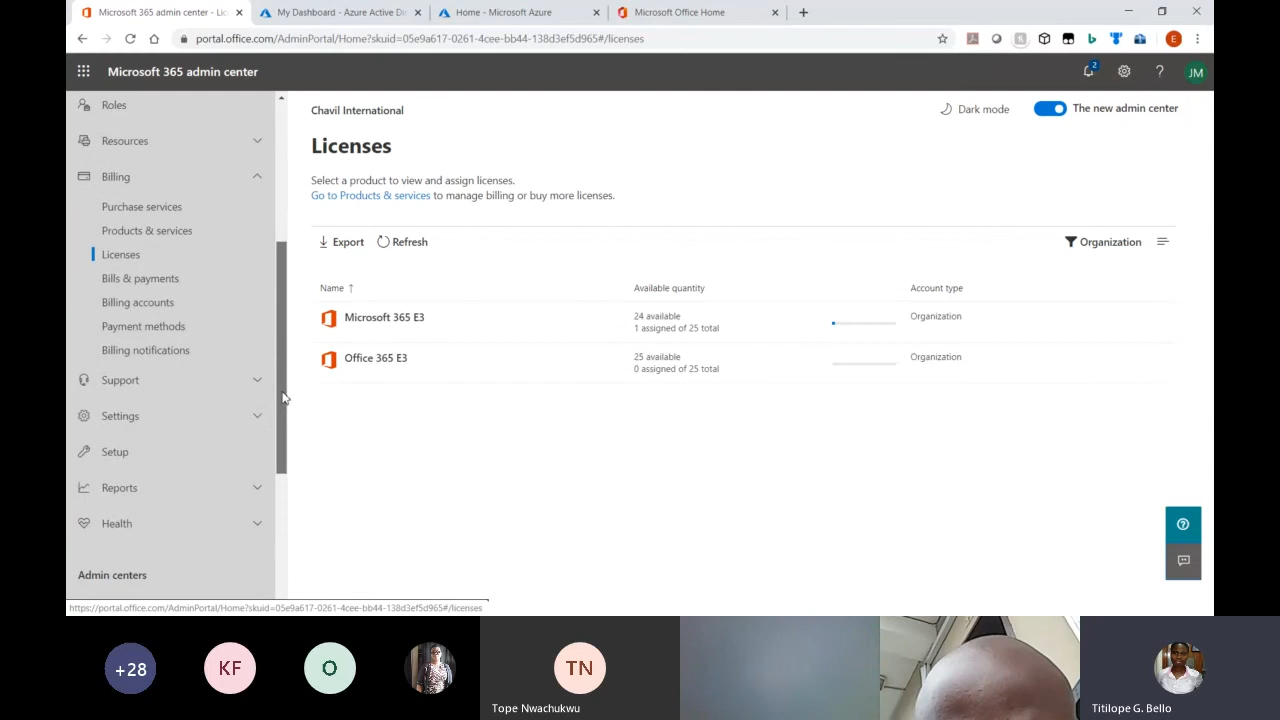 Microsoft 365 admin center - Lic
My Dashboard - Azure Active Di
Home - Microsoft Azure
Microsoft Office Home
portal.office.com/AdminPortal/Home?skuid=05e9a617-0261-4cee-bb44-138d3ef5d965#/licenses
E
Microsoft 365 admin center
2
?
JM
Roles
Resources
Billing
Purchase services
Products & services
Licenses
Bills & payments
Billing accounts
Payment methods
Billing notifications
Support
Settings
Setup
Reports
Health
Admin centers
Chavil International
Dark mode
The new admin center
Licenses
Select a product to view and assign licenses.
Go to Products & services to manage billing or buy more licenses.
Export
Refresh
Organization
Name ↑
Available quantity
Account type
Microsoft 365 E3
24 available
1 assigned of 25 total
Organization
Office 365 E3
25 available
0 assigned of 25 total
Organization
https://portal.office.com/AdminPortal/Home?skuid=05e9a617-0261-4cee-bb44-138d3ef5d965#/licenses
+28
KF
O
TN
Tope Nwachukwu
Titilope G. Bello